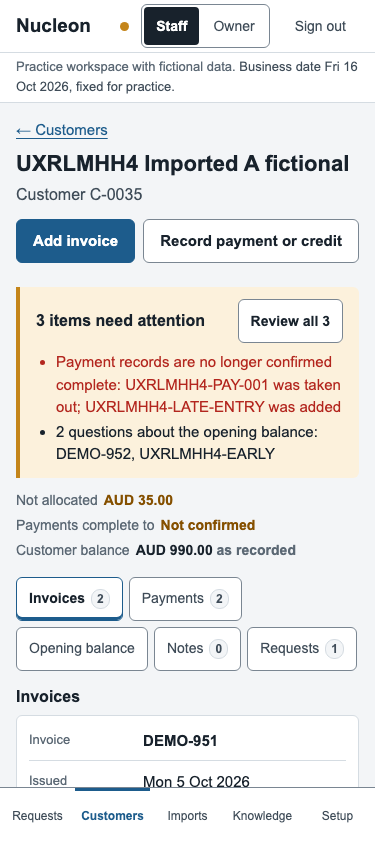 Nucleon
Staff
Owner
Sign out
Practice workspace with fictional data. Business date Fri 16
Oct 2026, fixed for practice.
← Customers
UXRLMHH4 Imported A fictional
Customer C-0035
Add invoice
Record payment or credit
3 items need attention
Review all 3
• Payment records are no longer confirmed
complete: UXRLMHH4-PAY-001 was taken
out; UXRLMHH4-LATE-ENTRY was added
• 2 questions about the opening balance:
DEMO-952, UXRLMHH4-EARLY
Not allocated AUD 35.00
Payments complete to Not confirmed
Customer balance AUD 990.00 as recorded
Invoices 2
Payments 2
Opening balance
Notes 0
Requests 1
Invoices
Invoice DEMO-951
Issued Mon 5 Oct 2026
Requests
Customers
Imports
Knowledge
Setup